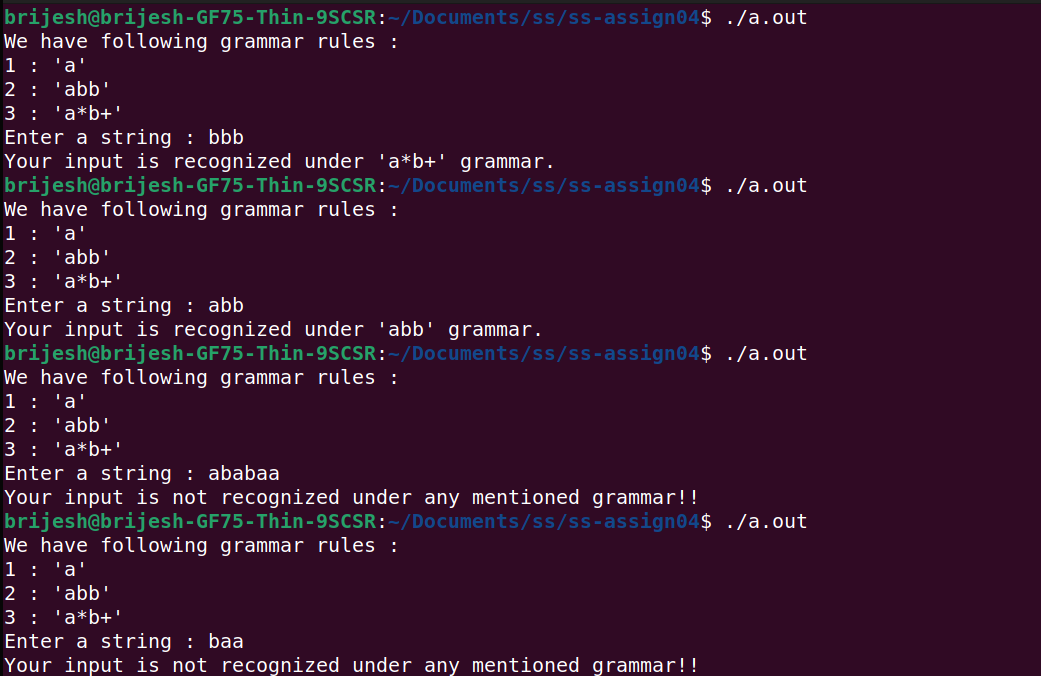 brijesh@brijesh-GF75-Thin-9SCSR:~/Documents/ss/ss-assign04$ ./a.out
We have following grammar rules :
1 : 'a'
2 : 'abb'
3 : 'a*b+'
Enter a string : bbb
Your input is recognized under 'a*b+' grammar.
brijesh@brijesh-GF75-Thin-9SCSR:~/Documents/ss/ss-assign04$ ./a.out
We have following grammar rules :
1 : 'a'
2 : 'abb'
3 : 'a*b+'
Enter a string : abb
Your input is recognized under 'abb' grammar.
brijesh@brijesh-GF75-Thin-9SCSR:~/Documents/ss/ss-assign04$ ./a.out
We have following grammar rules :
1 : 'a'
2 : 'abb'
3 : 'a*b+'
Enter a string : ababaa
Your input is not recognized under any mentioned grammar!!
brijesh@brijesh-GF75-Thin-9SCSR:~/Documents/ss/ss-assign04$ ./a.out
We have following grammar rules :
1 : 'a'
2 : 'abb'
3 : 'a*b+'
Enter a string : baa
Your input is not recognized under any mentioned grammar!!